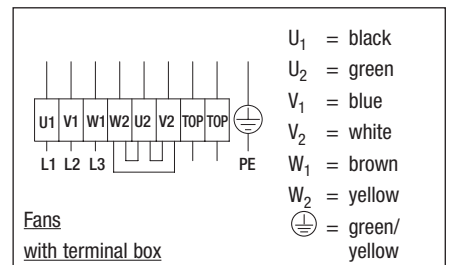 U1 V1 W1 W2 U2 V2 TOP TOP
L1 L2 L3 PE
Fans
with terminal box
U₁ = black
U₂ = green
V₁ = blue
V₂ = white
W₁ = brown
W₂ = yellow
⏚ = green/
yellow